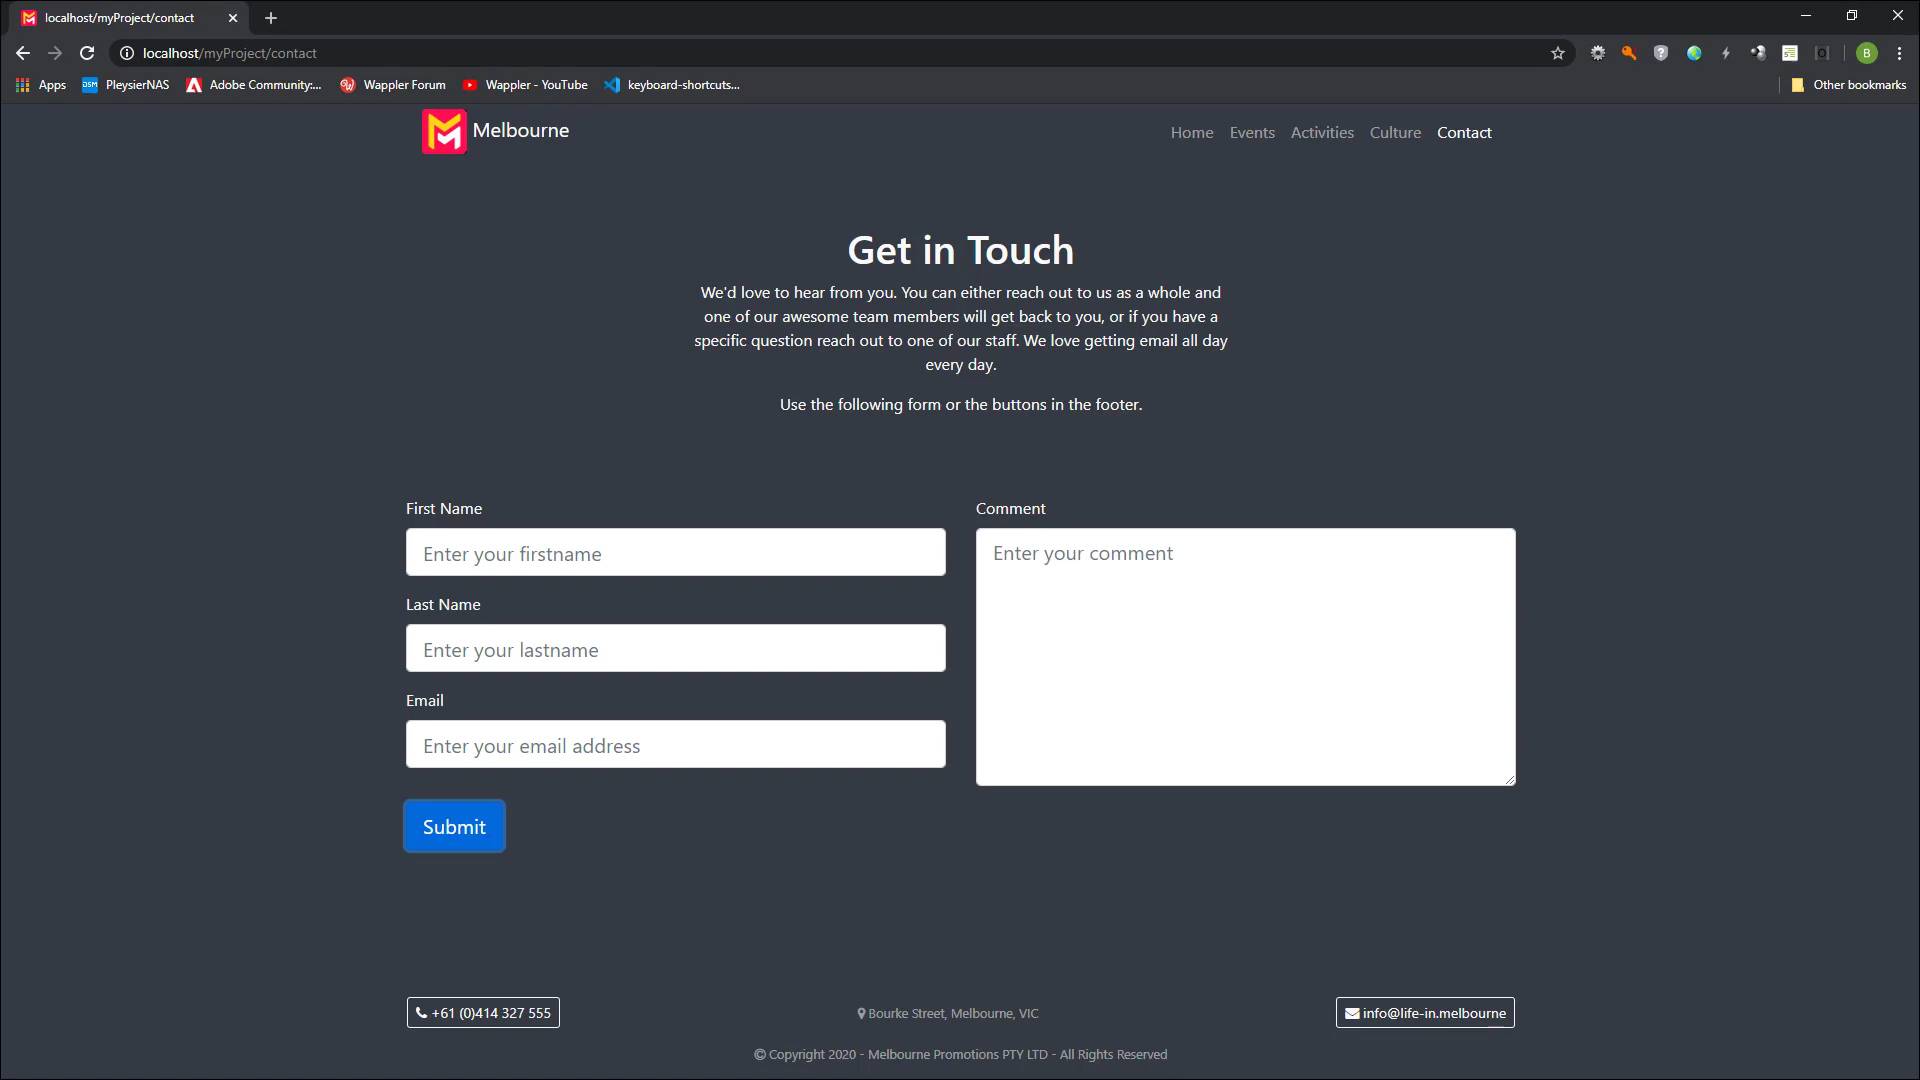 localhost/myProject/contact
localhost/myProject/contact
B
Apps
PleysierNAS
Adobe Community:...
Wappler Forum
Wappler - YouTube
keyboard-shortcuts...
Other bookmarks
Melbourne
Home
Events
Activities
Culture
Contact
Get in Touch
We'd love to hear from you. You can either reach out to us as a whole and
one of our awesome team members will get back to you, or if you have a
specific question reach out to one of our staff. We love getting email all day
every day.
Use the following form or the buttons in the footer.
First Name
Enter your firstname
Last Name
Enter your lastname
Email
Enter your email address
Comment
Enter your comment
Submit
+61 (0)414 327 555
Bourke Street, Melbourne, VIC
info@life-in.melbourne
© Copyright 2020 - Melbourne Promotions PTY LTD - All Rights Reserved